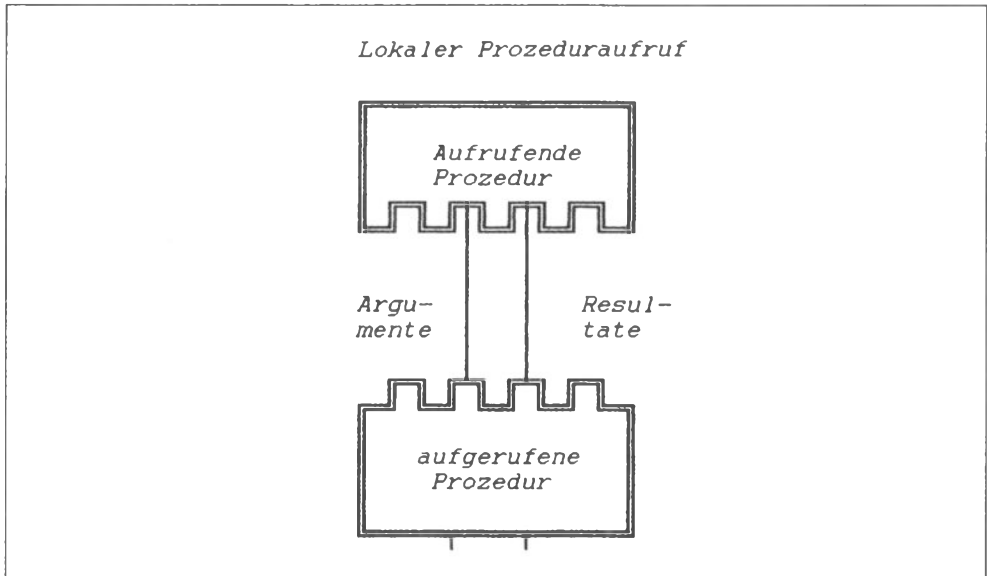 Lokaler Prozeduraufruf
Aufrufende
Prozedur
Argu-
mente
Resul-
tate
aufgerufene
Prozedur